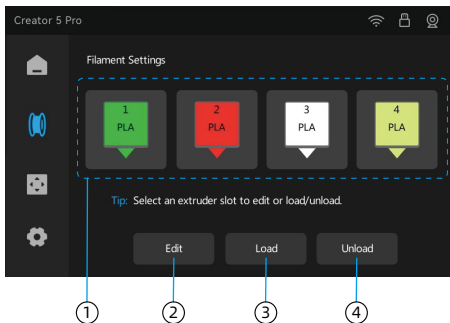 Creator 5 Pro
Filament Settings
1 2 3 4
PLA PLA PLA PLA
Tip: Select an extruder slot to edit or load/unload.
Edit Load Unload
1 2 3 4